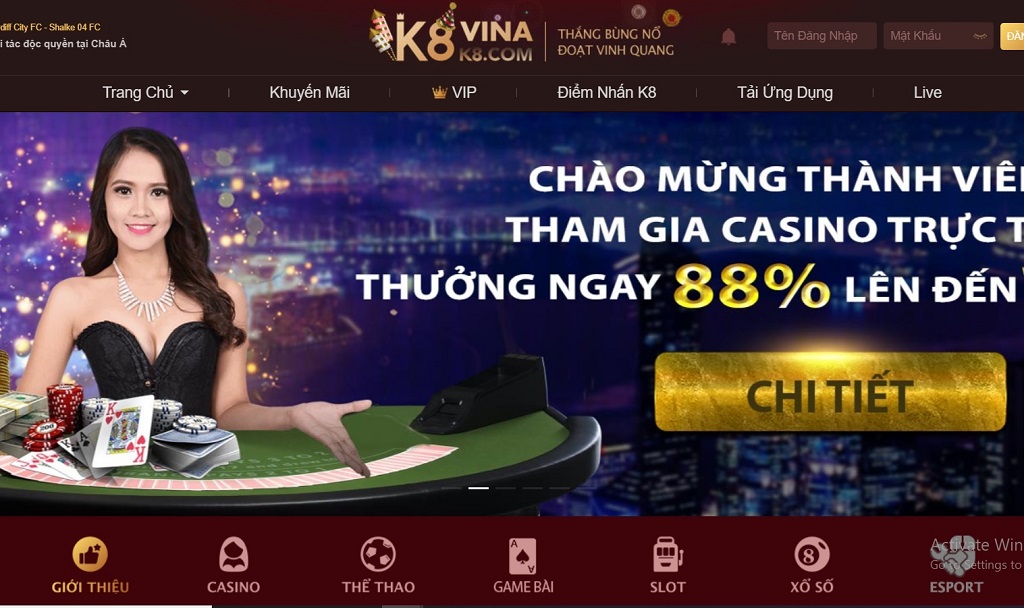 diff City FC - Shalke 04 FC
i tác độc quyền tại Châu Á
K8 VINA
K8.COM
THẮNG BÙNG NỔ
ĐOẠT VINH QUANG
Tên Đăng Nhập
Mật Khẩu
ĐĂN
Trang Chủ
Khuyến Mãi
VIP
Điểm Nhấn K8
Tải Ứng Dụng
Live
CHÀO MỪNG THÀNH VIÊ
THAM GIA CASINO TRỰC T
THƯỞNG NGAY 88% LÊN ĐẾN
CHI TIẾT
GIỚI THIỆU
CASINO
THỂ THAO
GAME BÀI
SLOT
XỔ SỐ
ESPORT
Activate Win
Go to Settings to